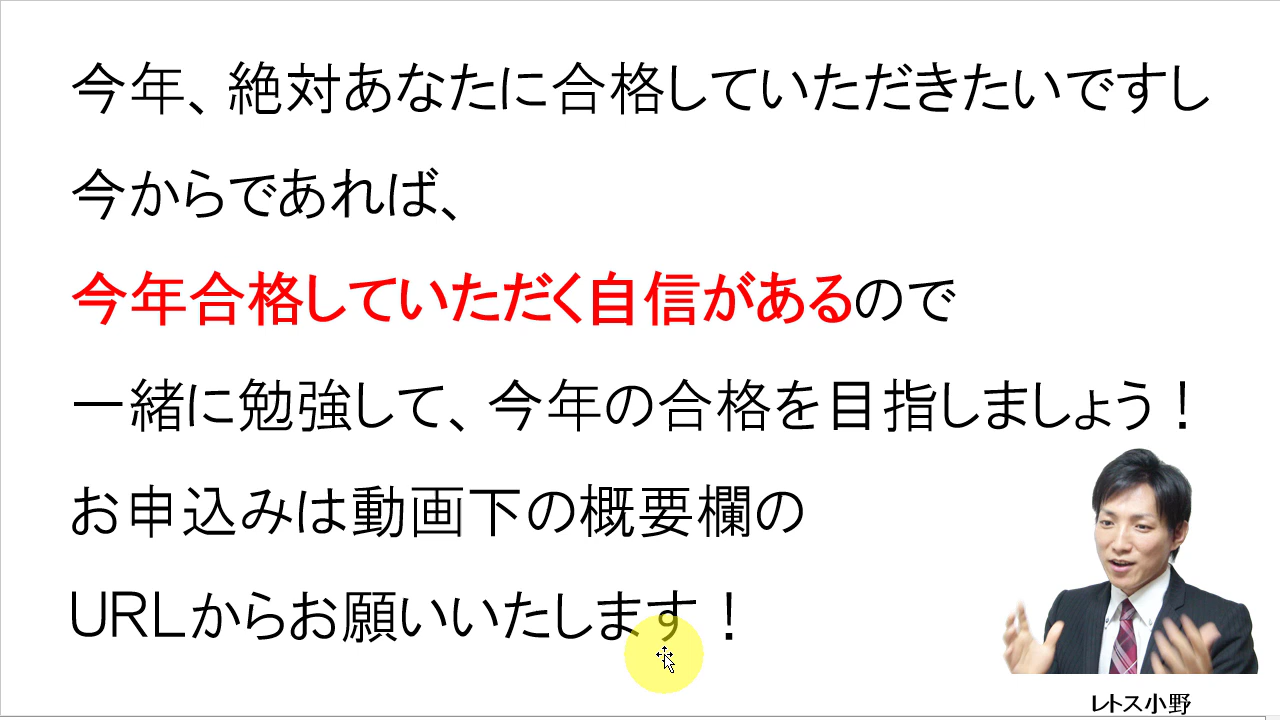 今年、絶対あなたに合格していただきたいですし
今からであれば、
今年合格していただく自信があるので
一緒に勉強して、今年の合格を目指しましょう！
お申込みは動画下の概要欄の
URLからお願いいたします！
レトス小野